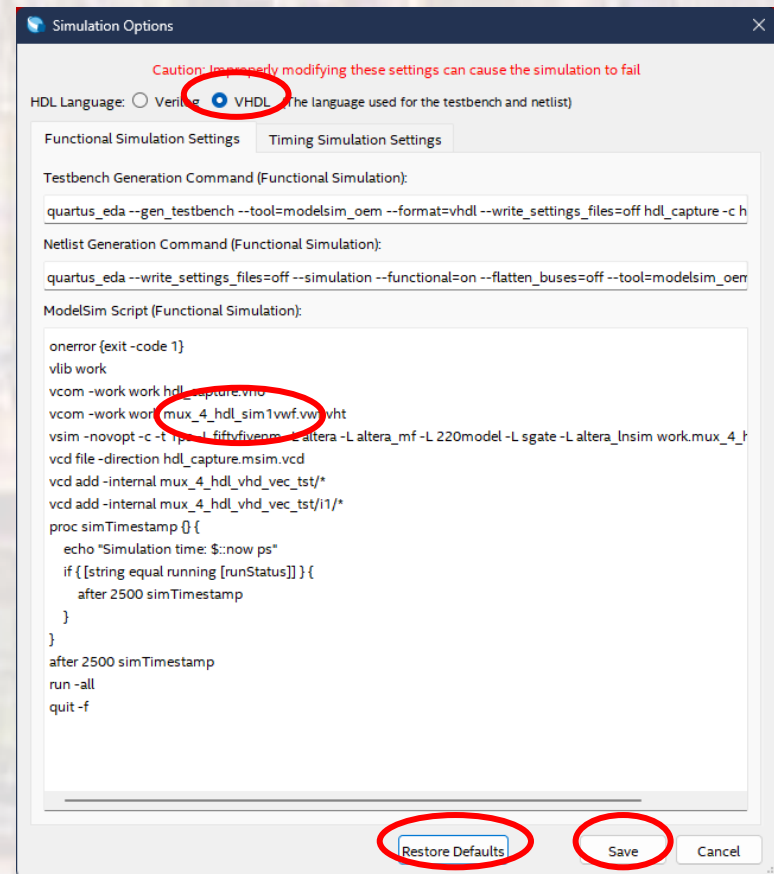 Simulation Options
Caution: Improperly modifying these settings can cause the simulation to fail
HDL Language: Verilog VHDL (The language used for the testbench and netlist)
Functional Simulation Settings Timing Simulation Settings
Testbench Generation Command (Functional Simulation):
quartus_eda --gen_testbench --tool=modelsim_oem --format=vhdl --write_settings_files=off hdl_capture -c h
Netlist Generation Command (Functional Simulation):
quartus_eda --write_settings_files=off --simulation --functional=on --flatten_buses=off --tool=modelsim_oem
ModelSim Script (Functional Simulation):
onerror {exit -code 1}
vlib work
vcom -work work hdl_capture.vho
vcom -work work mux_4_hdl_sim1vwf.vwf.vht
vsim -novopt -c -t 1ps -L fiftyfivenm -L altera -L altera_mf -L 220model -L sgate -L altera_lnsim work.mux_4_h
vcd file -direction hdl_capture.msim.vcd
vcd add -internal mux_4_hdl_vhd_vec_tst/*
vcd add -internal mux_4_hdl_vhd_vec_tst/i1/*
proc simTimestamp {} {
echo "Simulation time: $::now ps"
if { [string equal running [runStatus]] } {
after 2500 simTimestamp
}
}
after 2500 simTimestamp
run -all
quit -f
Restore Defaults Save Cancel